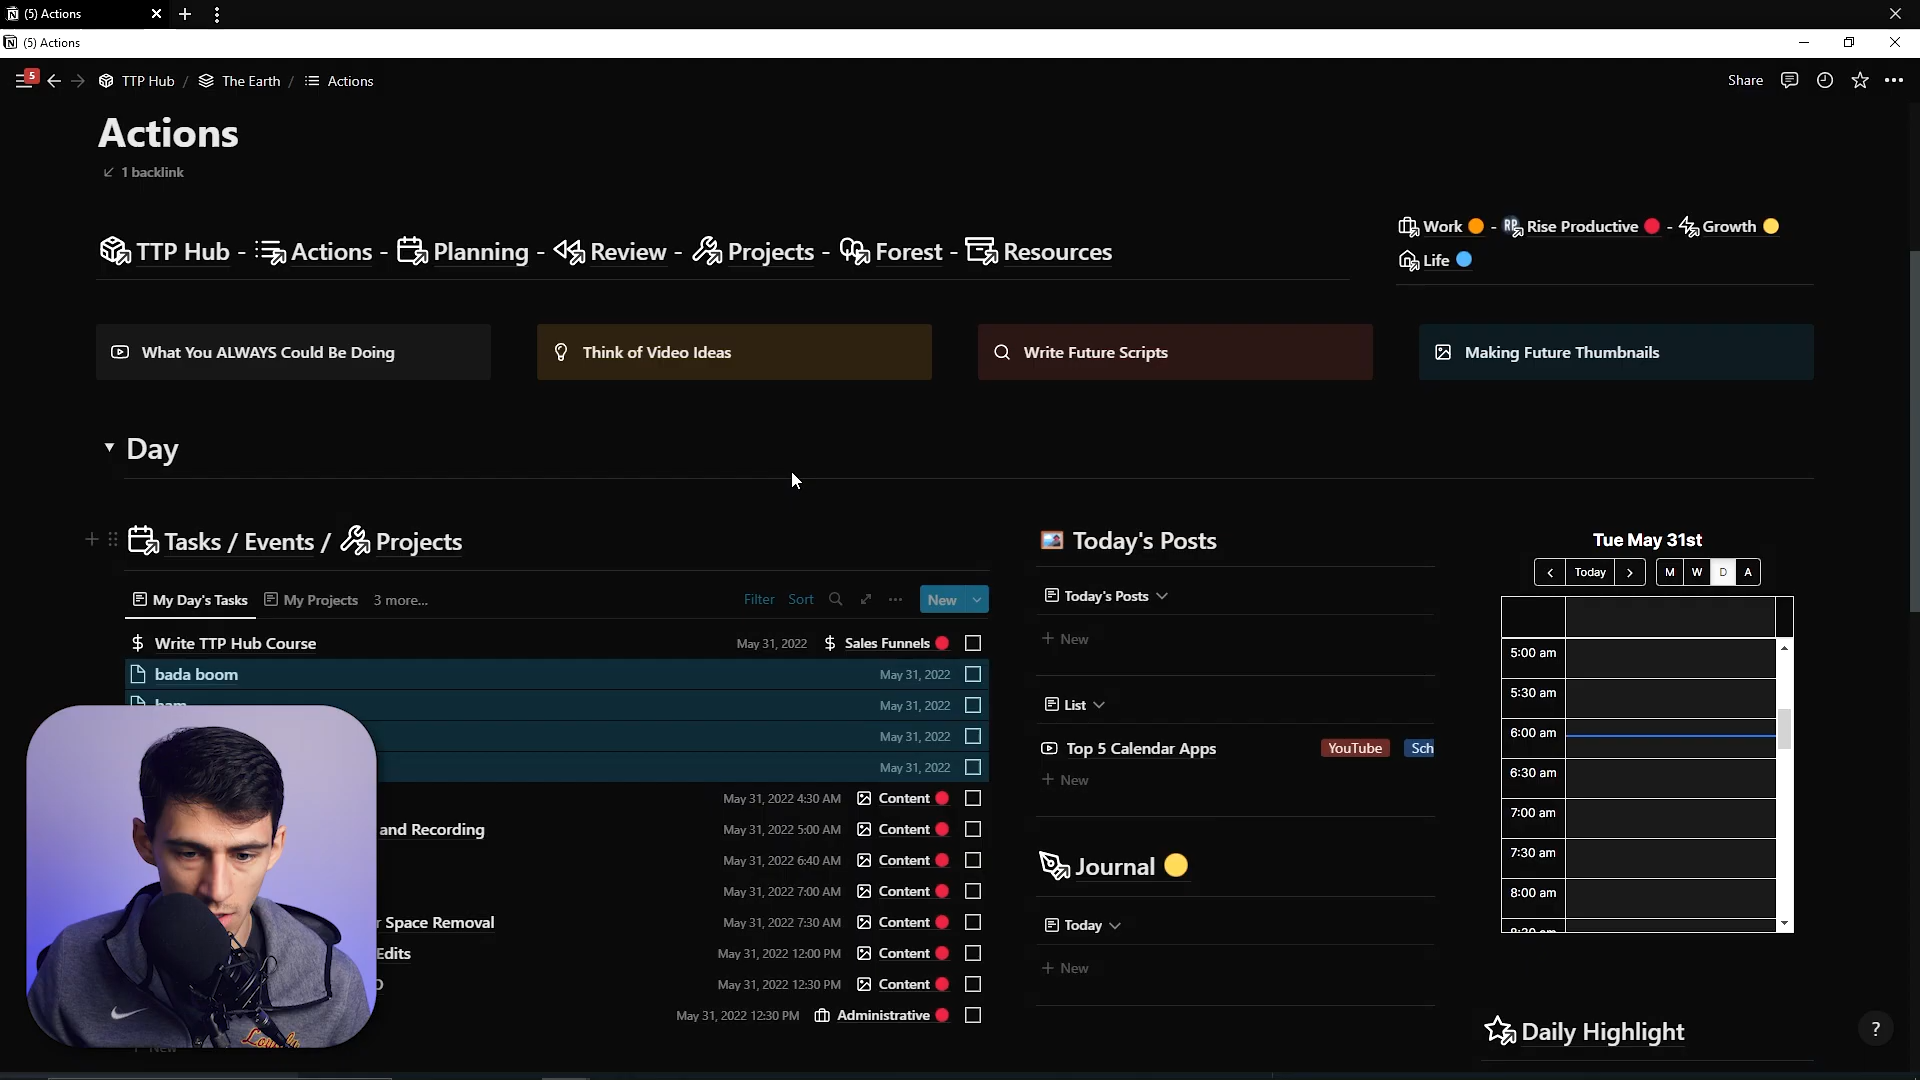 (5) Actions
(5) Actions
5
TTP Hub / The Earth / Actions
Share
Actions
1 backlink
TTP Hub - Actions - Planning - Review - Projects - Forest - Resources
Work - RP Rise Productive - Growth
Life
What You ALWAYS Could Be Doing
Think of Video Ideas
Write Future Scripts
Making Future Thumbnails
Day
Tasks / Events / Projects
My Day's Tasks My Projects 3 more...
Filter Sort New
Write TTP Hub Course May 31, 2022 Sales Funnels
bada boom May 31, 2022
bam May 31, 2022
May 31, 2022
May 31, 2022
May 31, 2022 4:30 AM Content
and Recording May 31, 2022 5:00 AM Content
May 31, 2022 6:40 AM Content
May 31, 2022 7:00 AM Content
r Space Removal May 31, 2022 7:30 AM Content
Edits May 31, 2022 12:00 PM Content
May 31, 2022 12:30 PM Content
May 31, 2022 12:30 PM Administrative
New
Today's Posts
Today's Posts
New
List
Top 5 Calendar Apps YouTube Sch
New
Journal
Today
New
Tue May 31st
Today M W D A
5:00 am
5:30 am
6:00 am
6:30 am
7:00 am
7:30 am
8:00 am
8:30 am
Daily Highlight
?